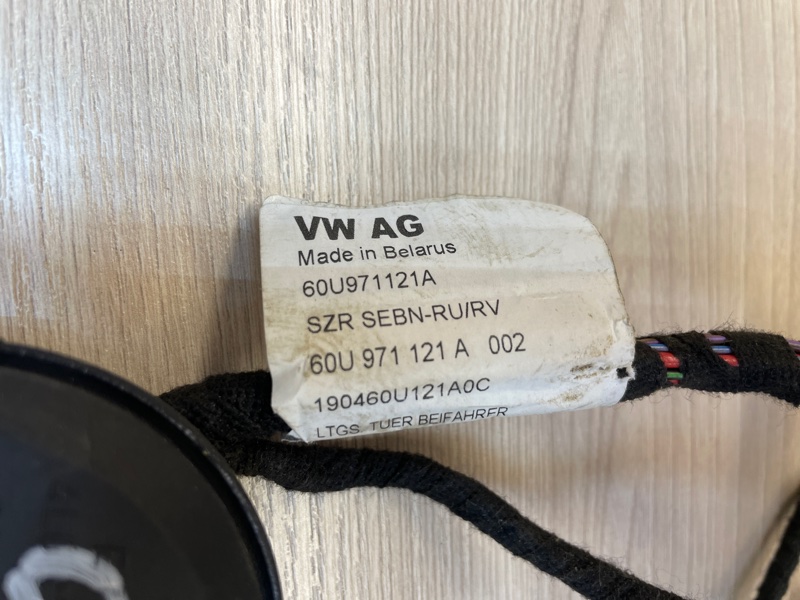 VW AG
Made in Belarus
60U971121A
SZR SEBN-RU/RV
60U 971 121 A 002
190460U121A0C
LTGS. TUER BEIFAHRER